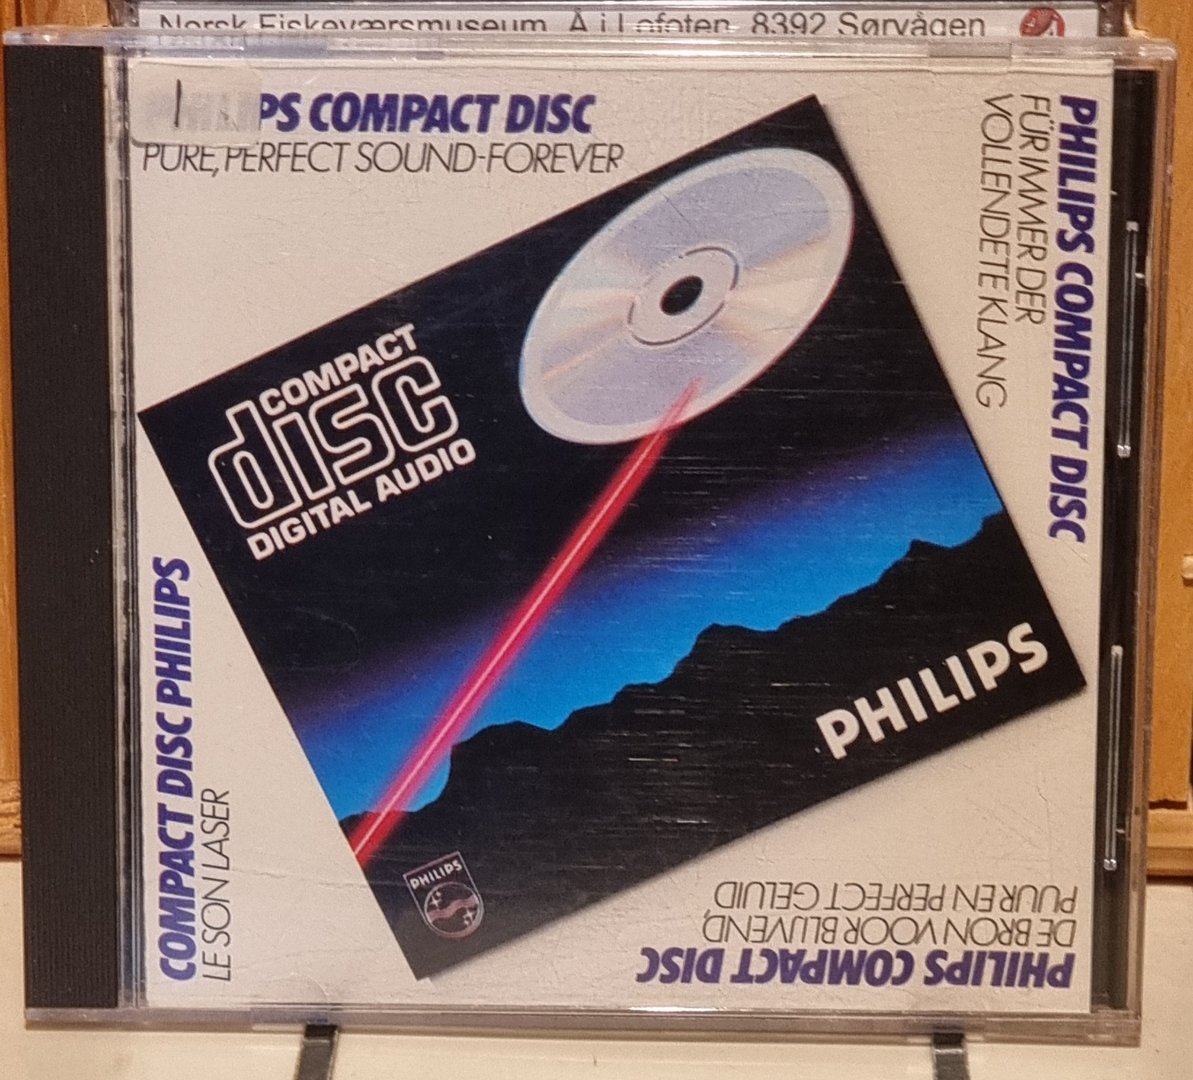 Norsk Fiskeværsmuseum, Å i Lofoten, 8392 Sørvågen
1
PHILIPS COMPACT DISC
PURE, PERFECT SOUND-FOREVER
PHILIPS COMPACT DISC
FÜR IMMER DER
VOLLENDETE KLANG
COMPACT
disc
DIGITAL AUDIO
PHILIPS
PHILIPS
COMPACT DISC PHILIPS
LE SON LASER
PHILIPS COMPACT DISC
DE BRON VOOR BLIJVEND,
PUUR EN PERFECT GELUID